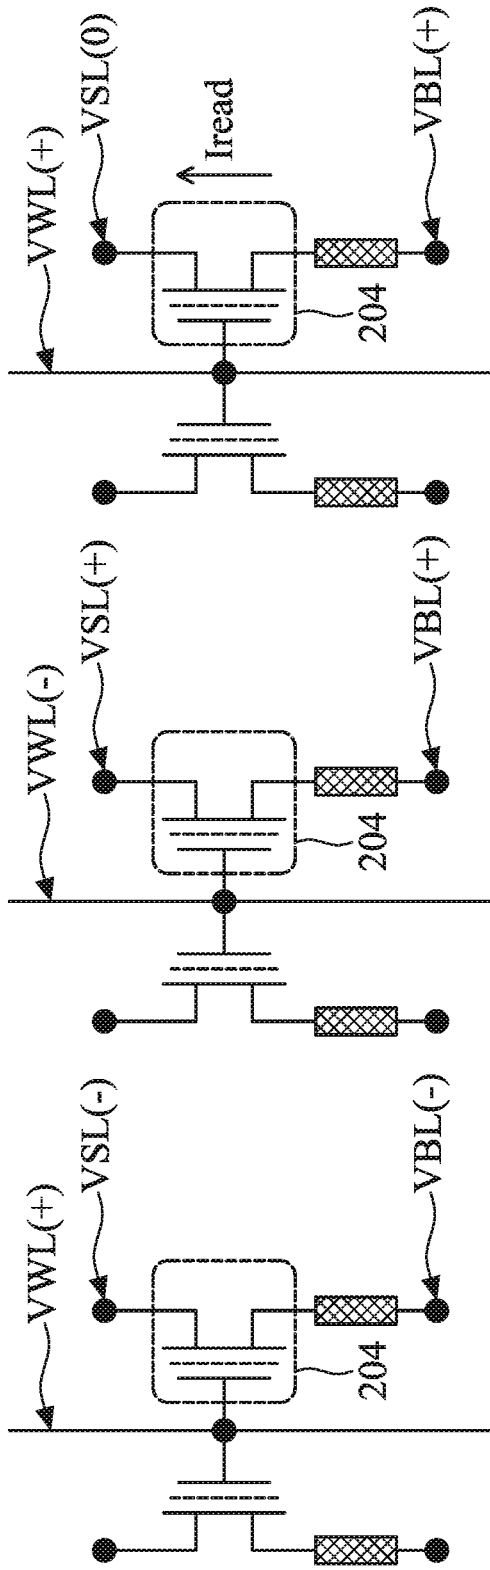 VWL(+)
VSL(0)
Iread
204
VBL(+)
VWL(-)
VSL(+)
204
VBL(+)
VWL(+)
VSL(-)
204
VBL(-)